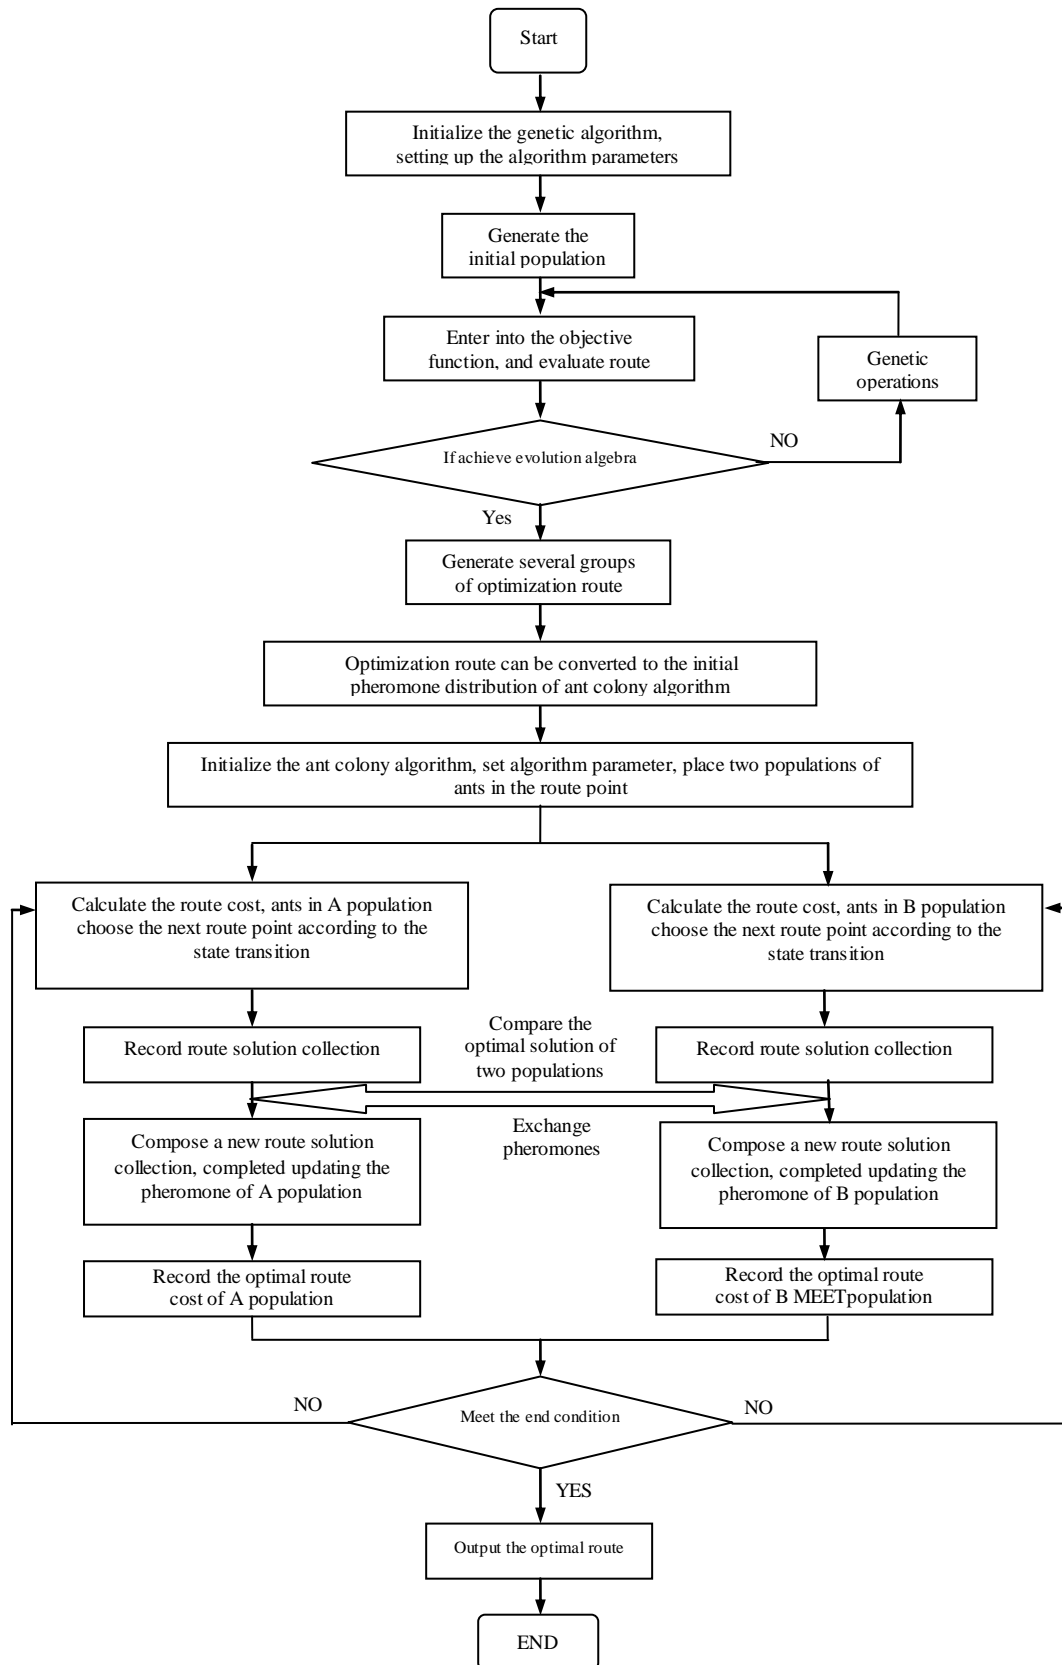 Start
Initialize the genetic algorithm,
setting up the algorithm parameters
Generate the
initial population
Enter into the objective
function, and evaluate route
Genetic
operations
If achieve evolution algebra
NO
Yes
Generate several groups
of optimization route
Optimization route can be converted to the initial
pheromone distribution of ant colony algorithm
Initialize the ant colony algorithm, set algorithm parameter, place two populations of
ants in the route point
Calculate the route cost, ants in A population
choose the next route point according to the
state transition
Calculate the route cost, ants in B population
choose the next route point according to the
state transition
Record route solution collection
Compare the
optimal solution of
two populations
Record route solution collection
Exchange
pheromones
Compose a new route solution
collection, completed updating the
pheromone of A population
Compose a new route solution
collection, completed updating the
pheromone of B population
Record the optimal route
cost of A population
Record the optimal route
cost of B MEETpopulation
NO
Meet the end condition
NO
YES
Output the optimal route
END